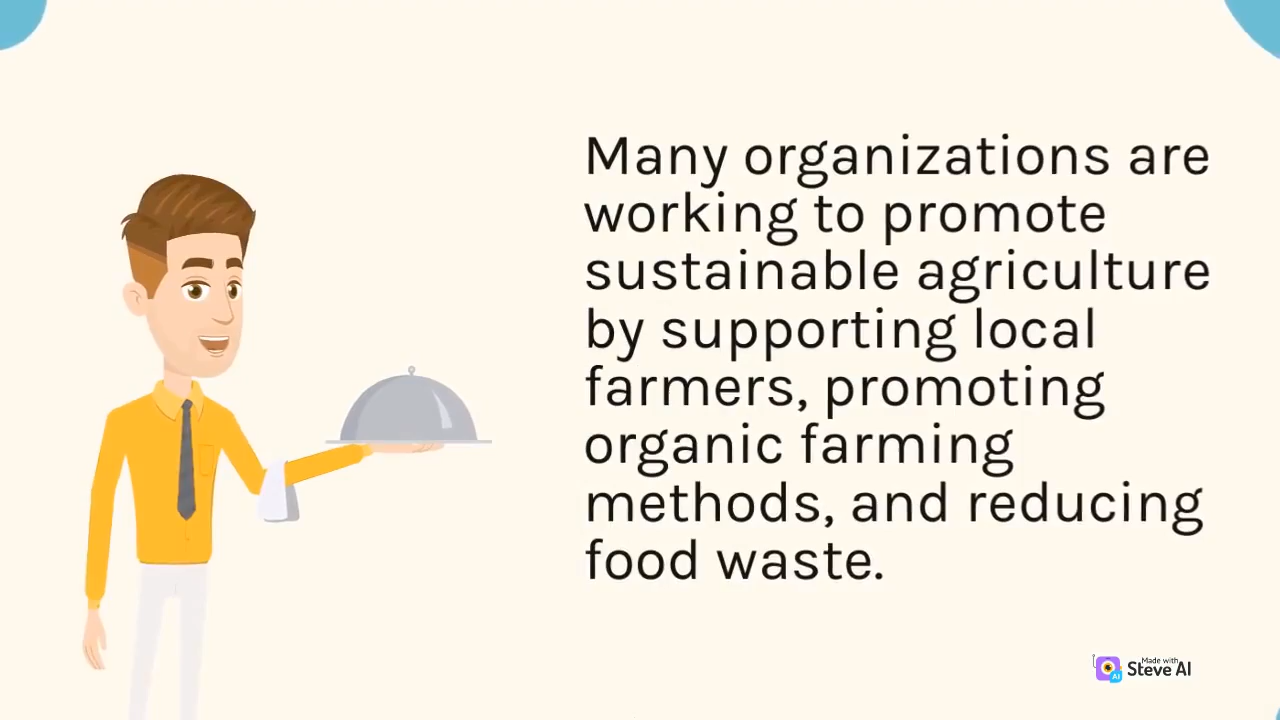 Many organizations are
working to promote
sustainable agriculture
by supporting local
farmers, promoting
organic farming
methods, and reducing
food waste.
Made with
AI
Steve AI